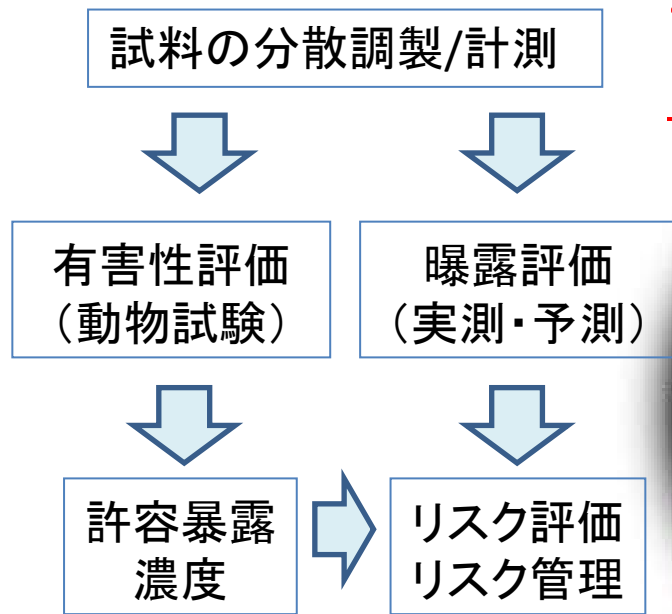 試料の分散調製/計測
有害性評価
（動物試験）
曝露評価
（実測・予測）
許容暴露
濃度
リスク評価
リスク管理